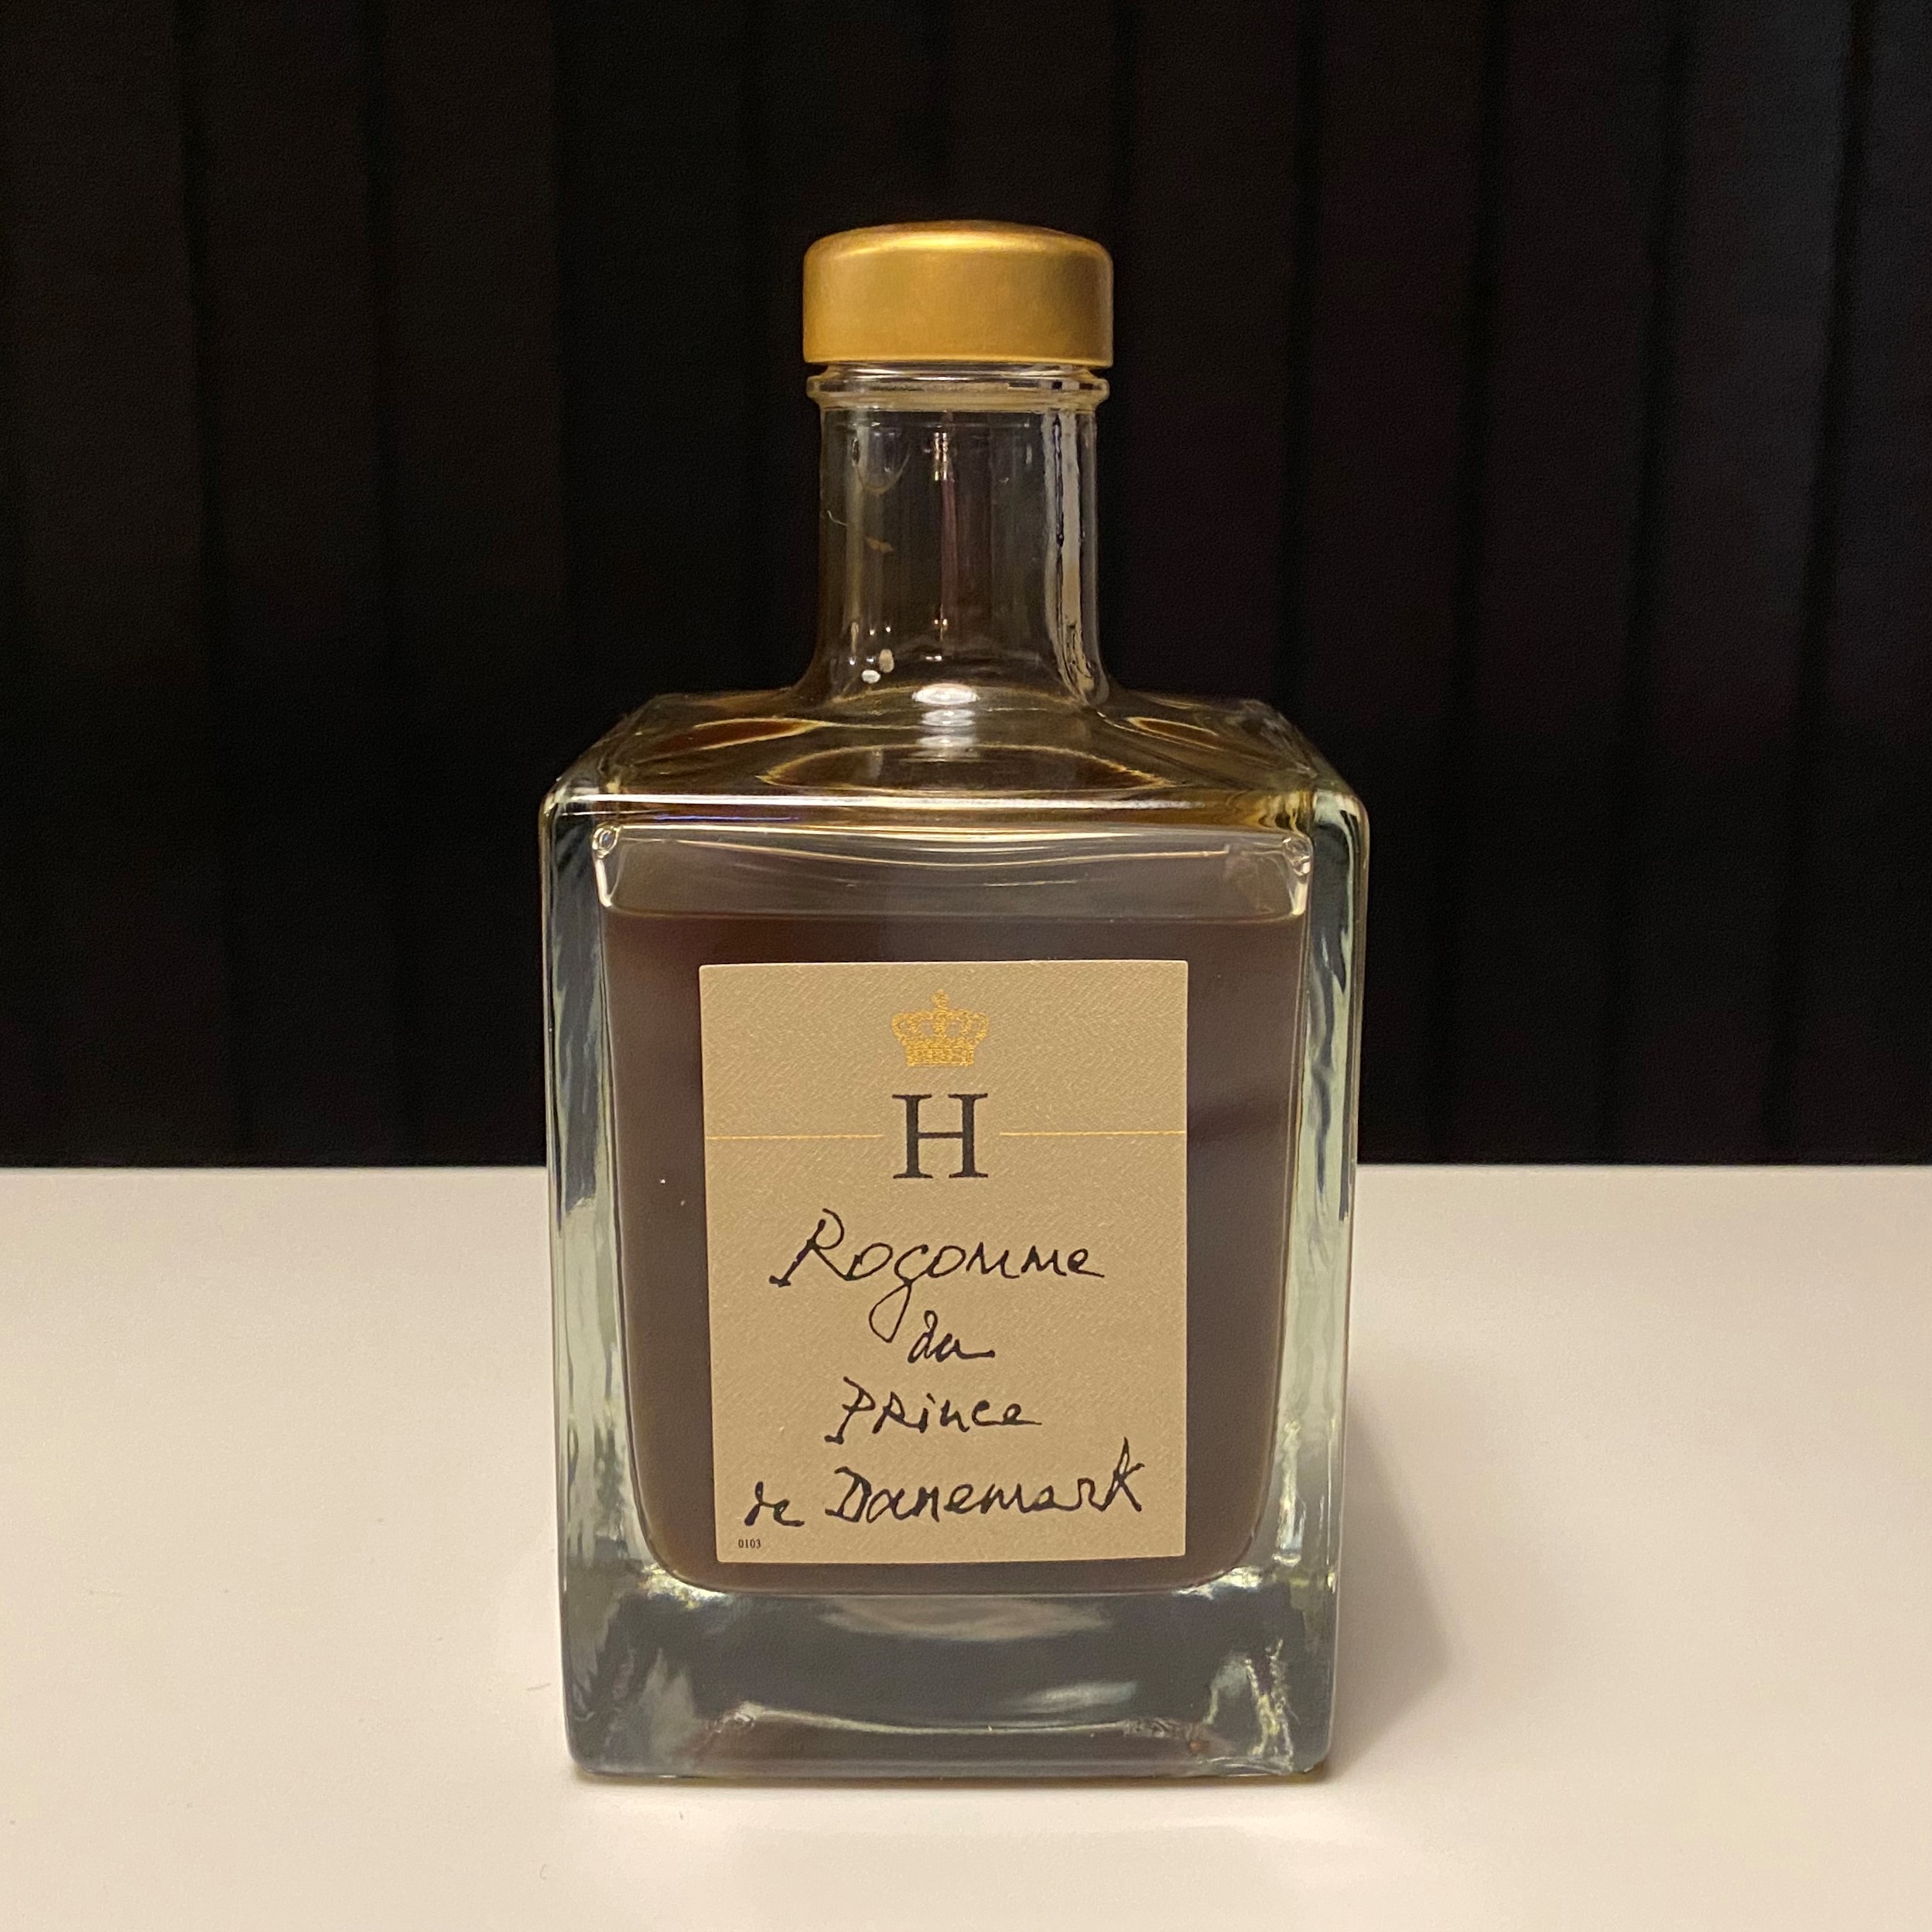 H
Rogomme
du
Prince
de Danemark
0103